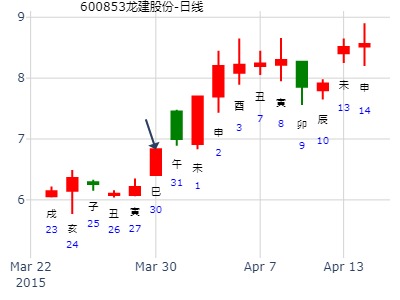 600853龙建股份-日线
9
8
7
6
戌
23
亥
24
子
25
丑
26
寅
27
巳
30
午
31
未
1
申
2
酉
3
丑
7
寅
8
卯
9
辰
10
未
13
申
14
Mar 22
2015
Mar 30
Apr 7
Apr 13